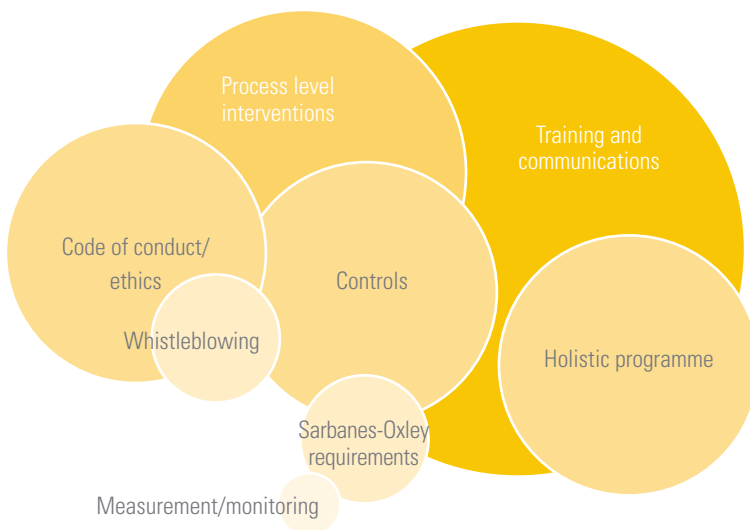 Process level
interventions
Training and
communications
Code of conduct/
ethics
Controls
Whistleblowing
Holistic programme
Sarbanes-Oxley
requirements
Measurement/monitoring